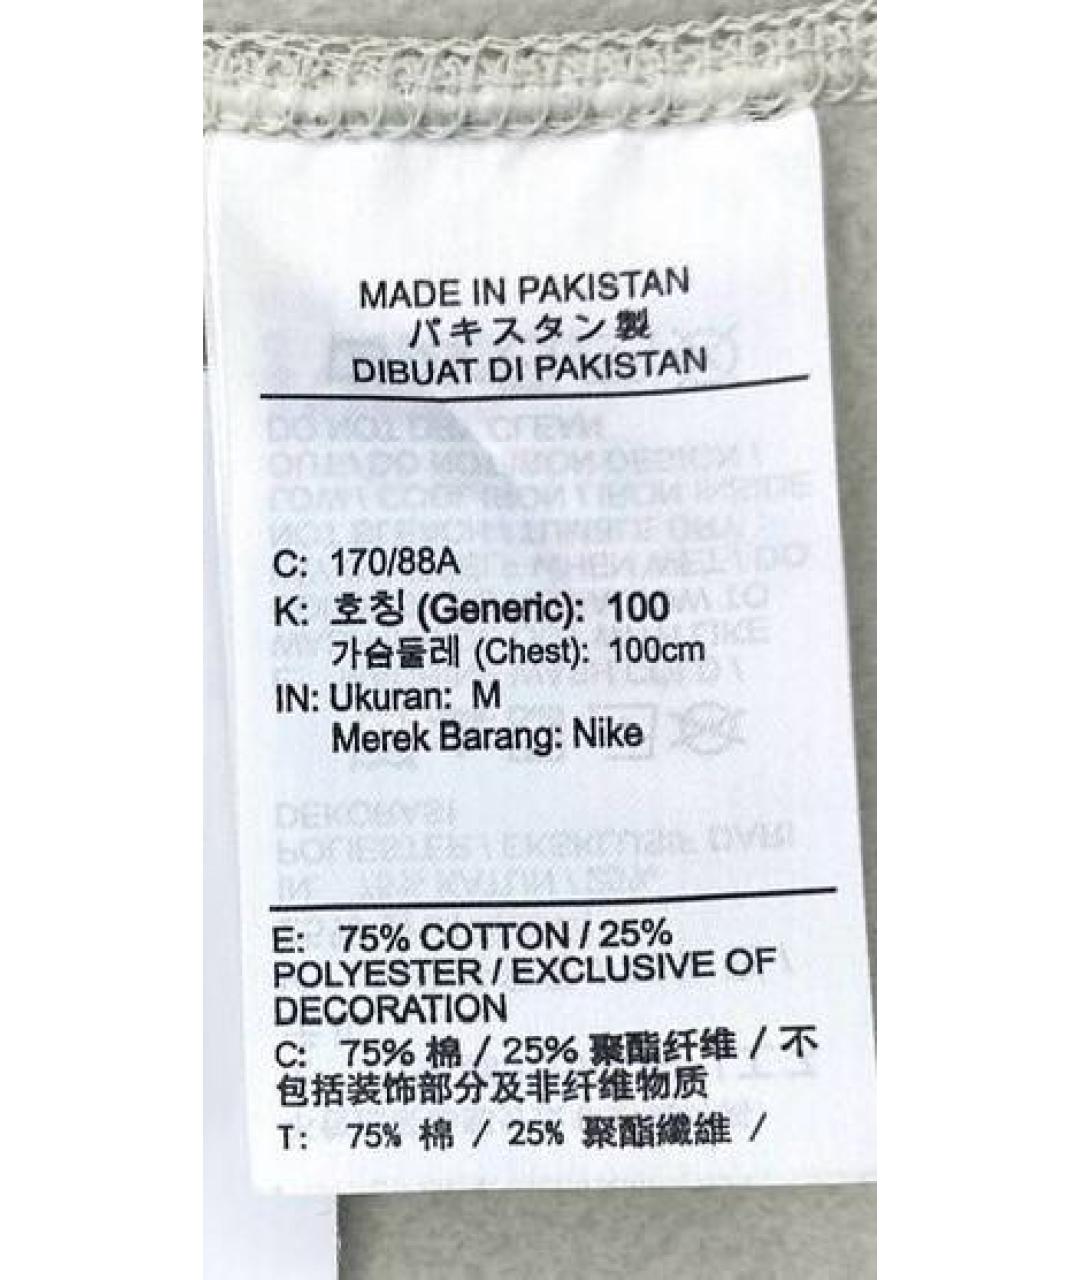 MADE IN PAKISTAN
パキスタン製
DIBUAT DI PAKISTAN
C: 170/88A
K: 호칭 (Generic): 100
가슴둘레 (Chest): 100cm
IN: Ukuran: M
Merek Barang: Nike
E: 75% COTTON / 25%
POLYESTER / EXCLUSIVE OF
DECORATION
C: 75% 棉 / 25% 聚酯纤维 / 不
包括装饰部分及非纤维物质
T: 75% 棉 / 25% 聚酯纖維 /